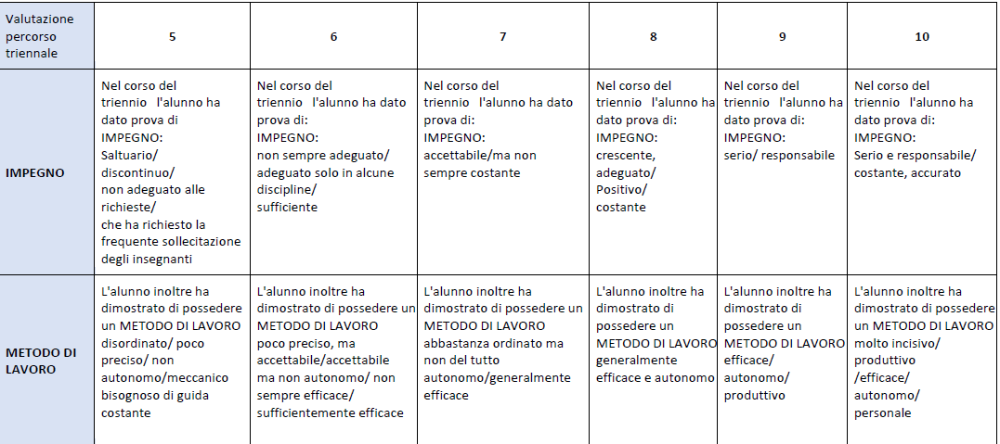 Valutazione
percorso
triennale
5
6
7
8
9
10
IMPEGNO
Nel corso del
triennio l'alunno ha
dato prova di
IMPEGNO:
Saltuario/
discontinuo/
non adeguato alle
richieste/
che ha richiesto la
frequente sollecitazione
degli insegnanti
Nel corso del
triennio l'alunno ha dato
prova di:
IMPEGNO:
non sempre adeguato/
adeguato solo in alcune
discipline/
sufficiente
Nel corso del
triennio l'alunno ha dato
prova di:
IMPEGNO:
accettabile/ma non
sempre costante
Nel corso del
triennio l'alunno ha
dato prova di:
IMPEGNO:
crescente,
adeguato/
Positivo/
costante
Nel corso del
triennio l'alunno ha
dato prova di:
IMPEGNO:
serio/ responsabile
Nel corso del
triennio l'alunno ha
dato prova di:
IMPEGNO:
Serio e responsabile/
costante, accurato
METODO DI
LAVORO
L'alunno inoltre ha
dimostrato di possedere
un METODO DI LAVORO
disordinato/ poco
preciso/ non
autonomo/meccanico
bisognoso di guida
costante
L'alunno inoltre ha
dimostrato di possedere un
METODO DI LAVORO
poco preciso, ma
accettabile/accettabile
ma non autonomo/ non
sempre efficace/
sufficientemente efficace
L'alunno inoltre ha
dimostrato di possedere un
METODO DI LAVORO
abbastanza ordinato ma
non del tutto
autonomo/generalmente
efficace
L'alunno inoltre ha
dimostrato di
possedere un
METODO DI LAVORO
generalmente
efficace e autonomo
L'alunno inoltre ha
dimostrato di
possedere un
METODO DI LAVORO
efficace/
autonomo/
produttivo
L'alunno inoltre ha
dimostrato di possedere
un METODO DI LAVORO
molto incisivo/
produttivo
/efficace/
autonomo/
personale